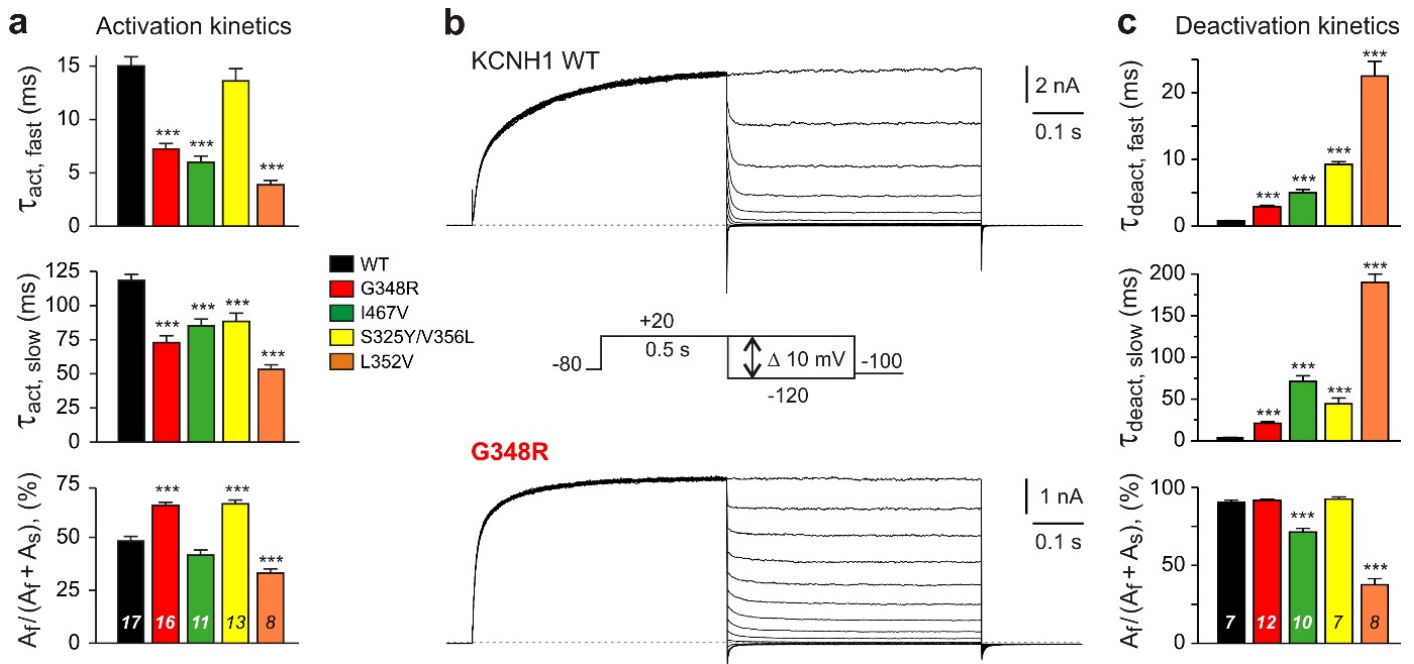 a Activation kinetics
τact, fast (ms)
15
10
5
0
***
***
***
τact, slow (ms)
125
100
75
50
25
0
***
***
***
***
Af/(Af + As), (%)
75
50
25
0
***
***
***
17
16
11
13
8
WT
G348R
I467V
S325Y/V356L
L352V
b
KCNH1 WT
2 nA
0.1 s
+20
-80
0.5 s
Δ 10 mV
-100
-120
G348R
1 nA
0.1 s
c Deactivation kinetics
τdeact, fast (ms)
20
10
0
***
***
***
***
τdeact, slow (ms)
200
150
100
50
0
***
***
***
***
Af/(Af + As), (%)
100
50
0
***
***
7
12
10
7
8